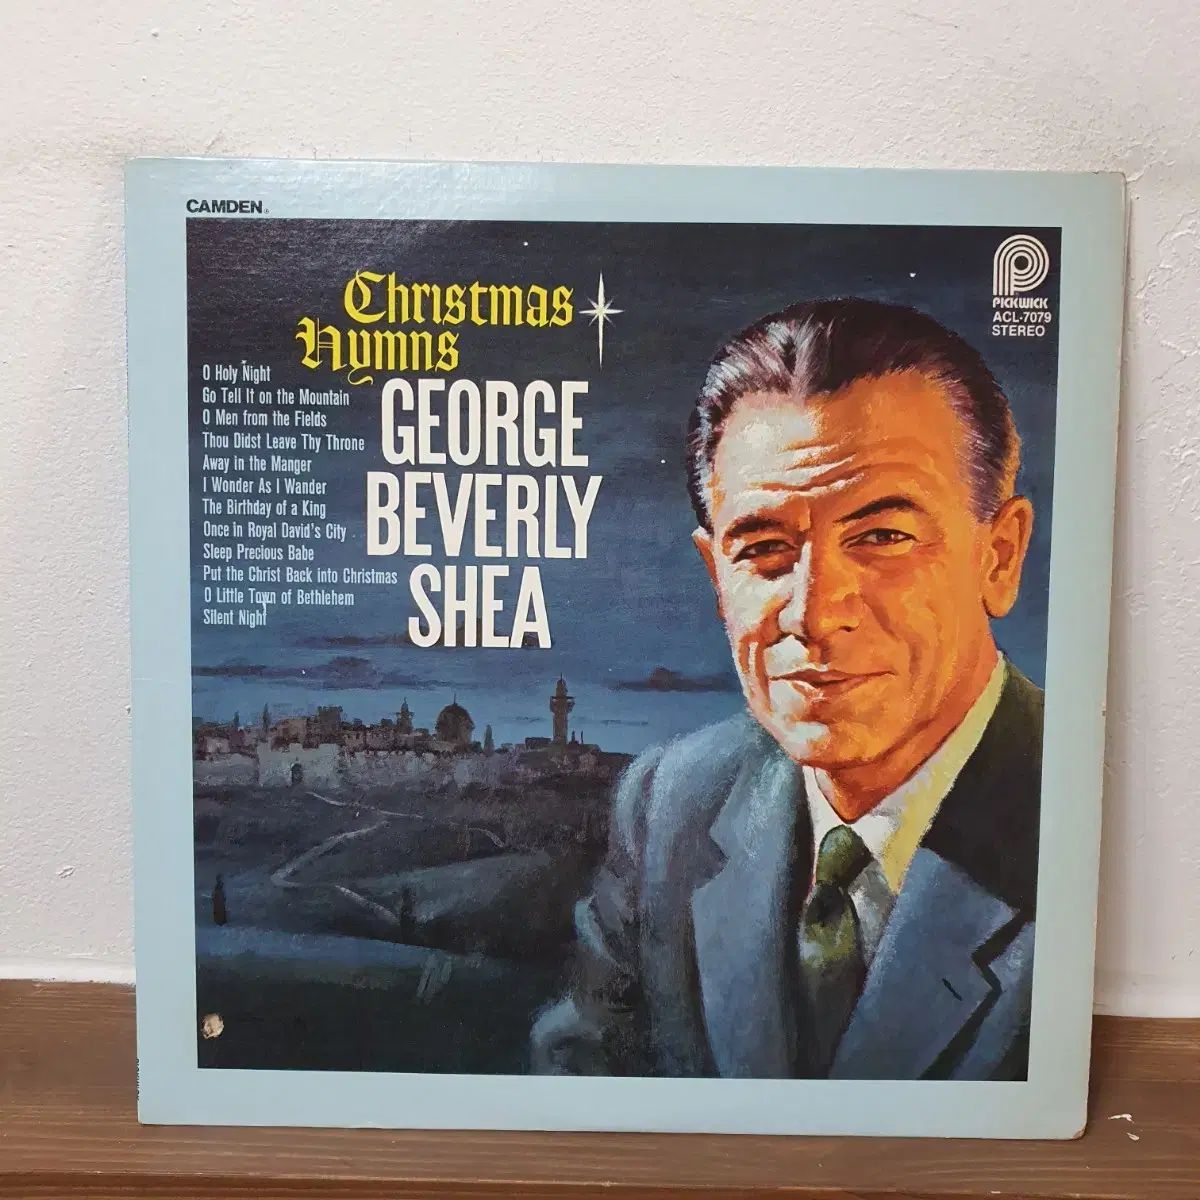 CAMDEN®
PICKWICK
ACL-7079
STEREO
Christmas
Hymns
GEORGE
BEVERLY
SHEA
O Holy Night
Go Tell It on the Mountain
O Men from the Fields
Thou Didst Leave Thy Throne
Away in the Manger
I Wonder As I Wander
The Birthday of a King
Once in Royal David's City
Sleep Precious Babe
Put the Christ Back into Christmas
O Little Town of Bethlehem
Silent Night